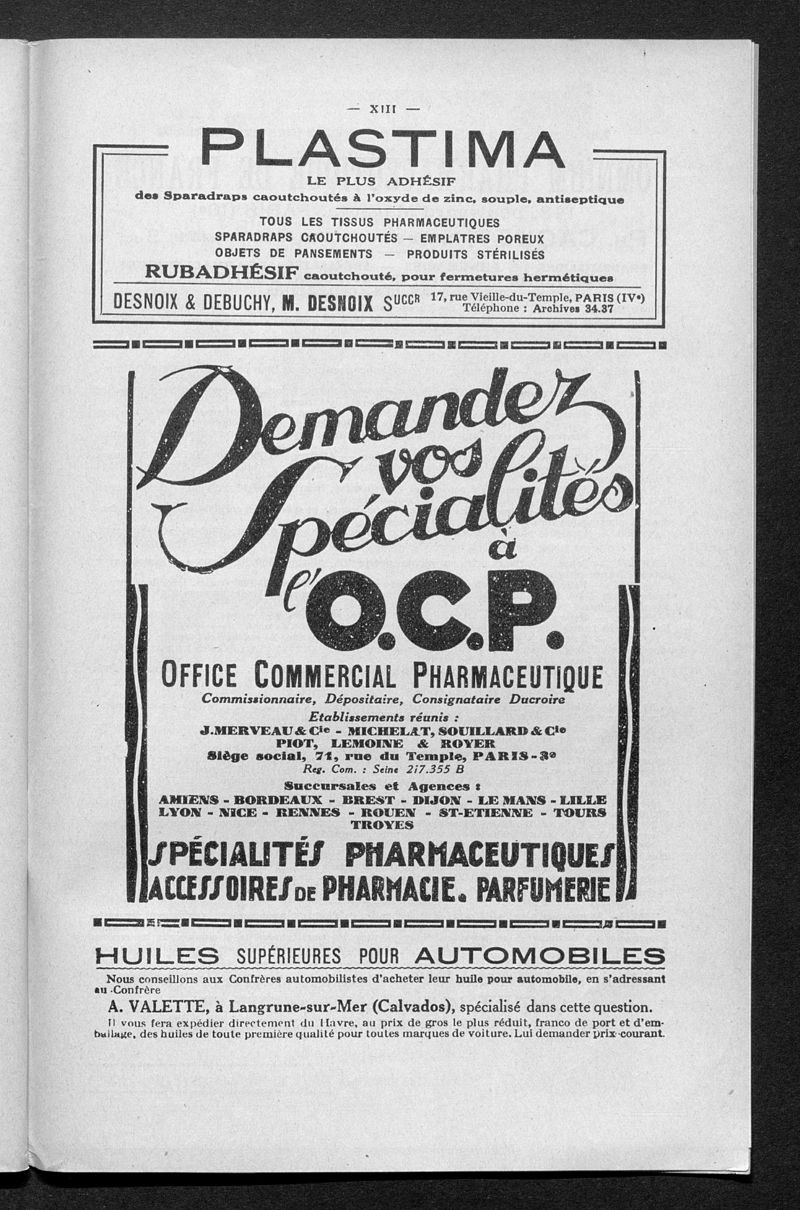 — XIII —
PLASTIMA
LE PLUS ADHÉSIF
des Sparadraps caoutchoutés à l'oxyde de zinc, souple, antiseptique
TOUS LES TISSUS PHARMACEUTIQUES
SPARADRAPS CAOUTCHOUTÉS — EMPLATRES POREUX
OBJETS DE PANSEMENTS — PRODUITS STÉRILISÉS
RUBADHÉSIF caoutchouté, pour fermetures hermétiques
DESNOIX & DEBUCHY, M. DESNOIX SUCCR 17, rue Vieille-du-Temple, PARIS (IVe)
Téléphone : Archives 34.37
Demandez
vos
Spécialités
à
l'O.C.P.
OFFICE COMMERCIAL PHARMACEUTIQUE
Commissionnaire, Dépositaire, Consignataire Ducroire
Etablissements réunis :
J.MERVEAU & Cie - MICHELAT, SOUILLARD & Cie
PIOT, LEMOINE & ROYER
Siège social, 71, rue du Temple, PARIS-3e
Reg. Com. : Seine 217.355 B
Succursales et Agences :
AMIENS - BORDEAUX - BREST - DIJON - LE MANS - LILLE
LYON - NICE - RENNES - ROUEN - ST-ETIENNE - TOURS
TROYES
SPÉCIALITÉS PHARMACEUTIQUES
ACCESSOIRES DE PHARMACIE. PARFUMERIE
HUILES SUPÉRIEURES POUR AUTOMOBILES
Nous conseillons aux Confrères automobilistes d'acheter leur huile pour automobile, en s'adressant
au Confrère
A. VALETTE, à Langrune-sur-Mer (Calvados), spécialisé dans cette question.
Il vous fera expédier directement du Havre, au prix de gros le plus réduit, franco de port et d'em-
ballage, des huiles de toute première qualité pour toutes marques de voiture. Lui demander prix-courant.